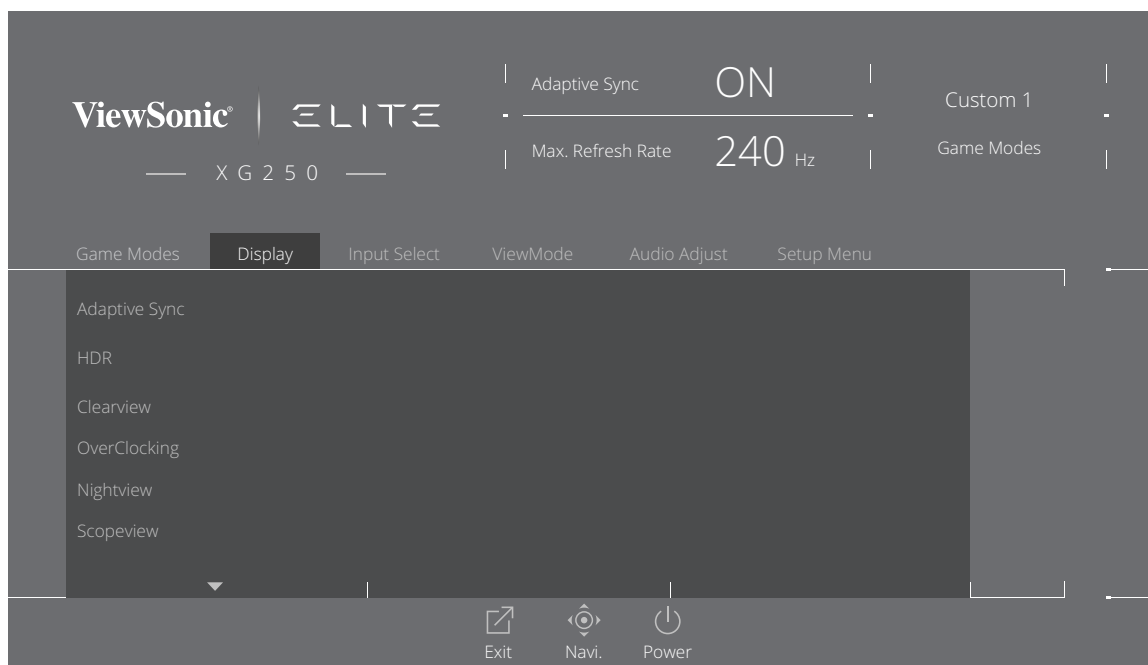 ViewSonic® ELITE
XG250
Adaptive Sync ON
Max. Refresh Rate 240 Hz
Custom 1
Game Modes
Game Modes Display Input Select ViewMode Audio Adjust Setup Menu
Adaptive Sync
HDR
Clearview
OverClocking
Nightview
Scopeview
Exit Navi. Power